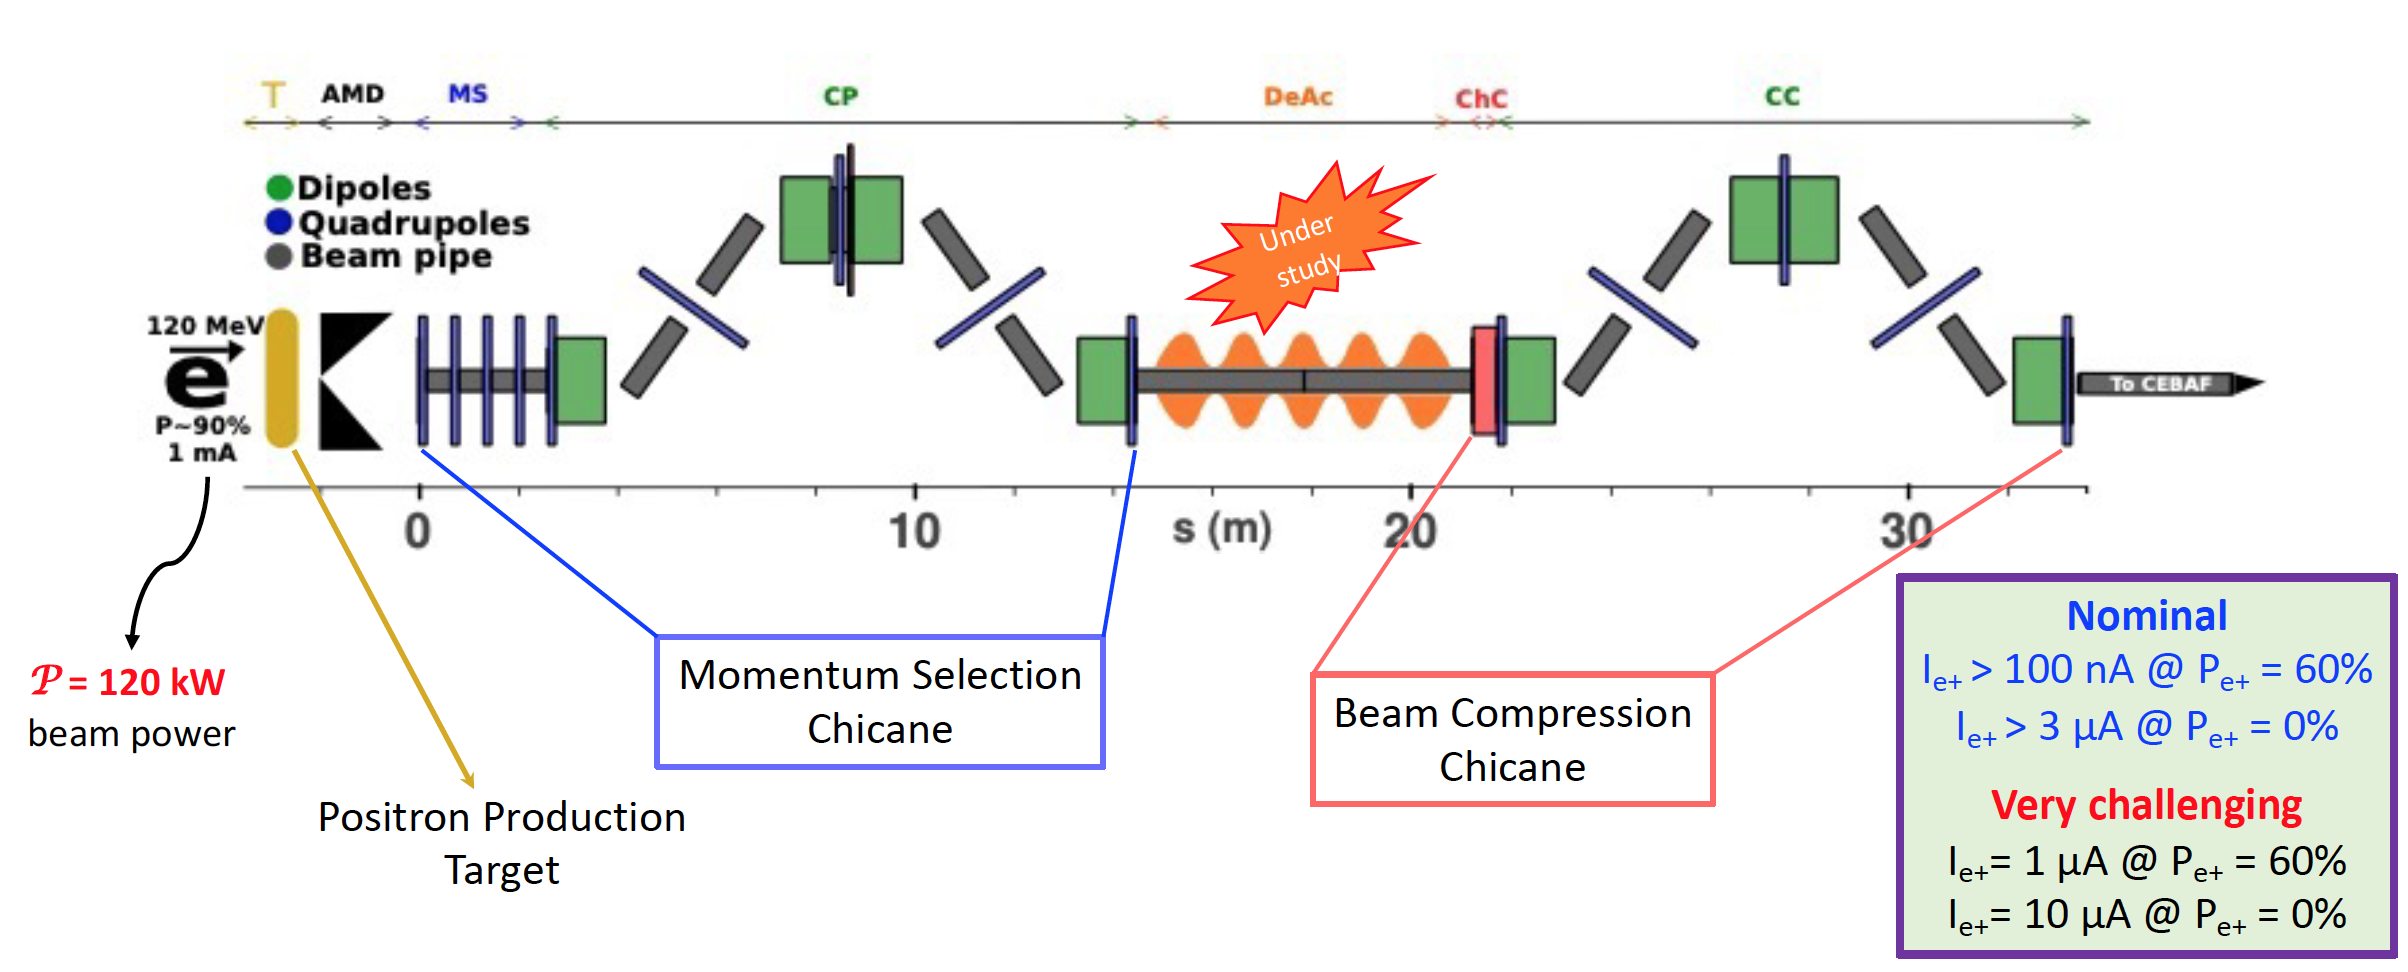 T
AMD
MS
CP
DeAc
ChC
CC
Dipoles
Quadrupoles
Beam pipe
Under
study
120 MeV
e
P~90%
1 mA
To CEBAF
0
10
s (m)
20
30
𝒫 = 120 kW
beam power
Positron Production
Target
Momentum Selection
Chicane
Beam Compression
Chicane
Nominal
Ie+ > 100 nA @ Pe+ = 60%
Ie+ > 3 µA @ Pe+ = 0%
Very challenging
Ie+= 1 µA @ Pe+ = 60%
Ie+= 10 µA @ Pe+ = 0%